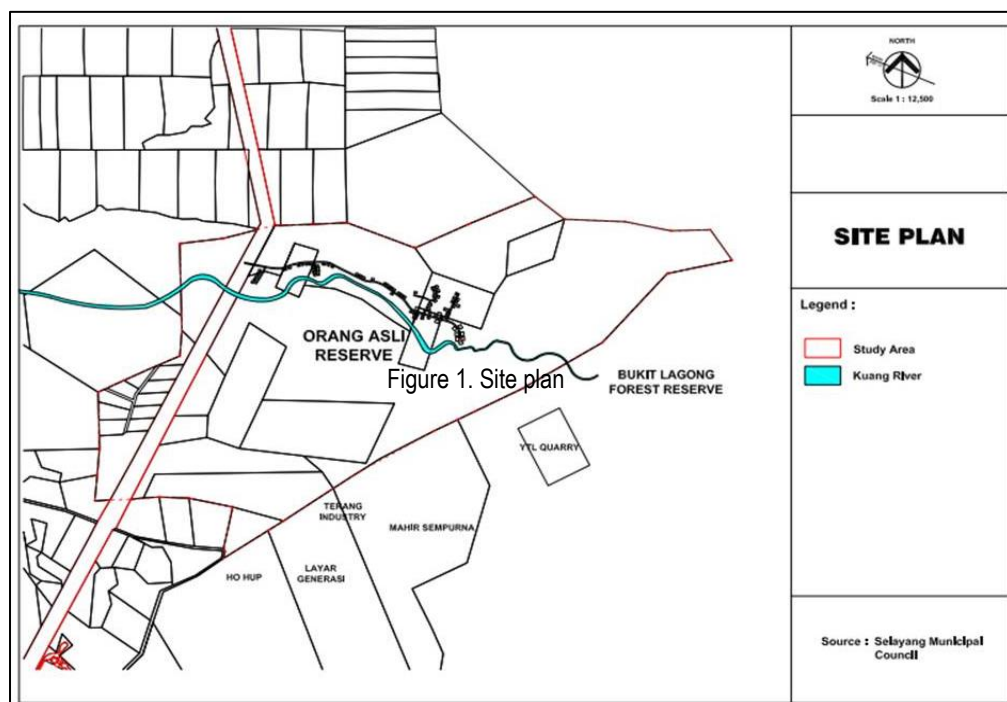 NORTH
Scale 1 : 12,500
SITE PLAN
Legend :
Study Area
Kuang River
ORANG ASLI
RESERVE
Figure 1. Site plan
BUKIT LAGONG
FOREST RESERVE
YTL QUARRY
TERANG
INDUSTRY
MAHIR SEMPURNA
HO HUP
LAYAR
GENERASI
Source : Selayang Municipal
Council